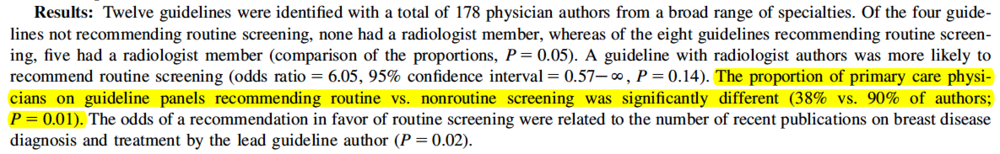 Results: Twelve guidelines were identified with a total of 178 physician authors from a broad range of specialties. Of the four guide-
lines not recommending routine screening, none had a radiologist member, whereas of the eight guidelines recommending routine screen-
ing, five had a radiologist member (comparison of the proportions, P = 0.05). A guideline with radiologist authors was more likely to
recommend routine screening (odds ratio = 6.05, 95% confidence interval = 0.57–∞, P = 0.14). The proportion of primary care physi-
cians on guideline panels recommending routine vs. nonroutine screening was significantly different (38% vs. 90% of authors;
P = 0.01). The odds of a recommendation in favor of routine screening were related to the number of recent publications on breast disease
diagnosis and treatment by the lead guideline author (P = 0.02).